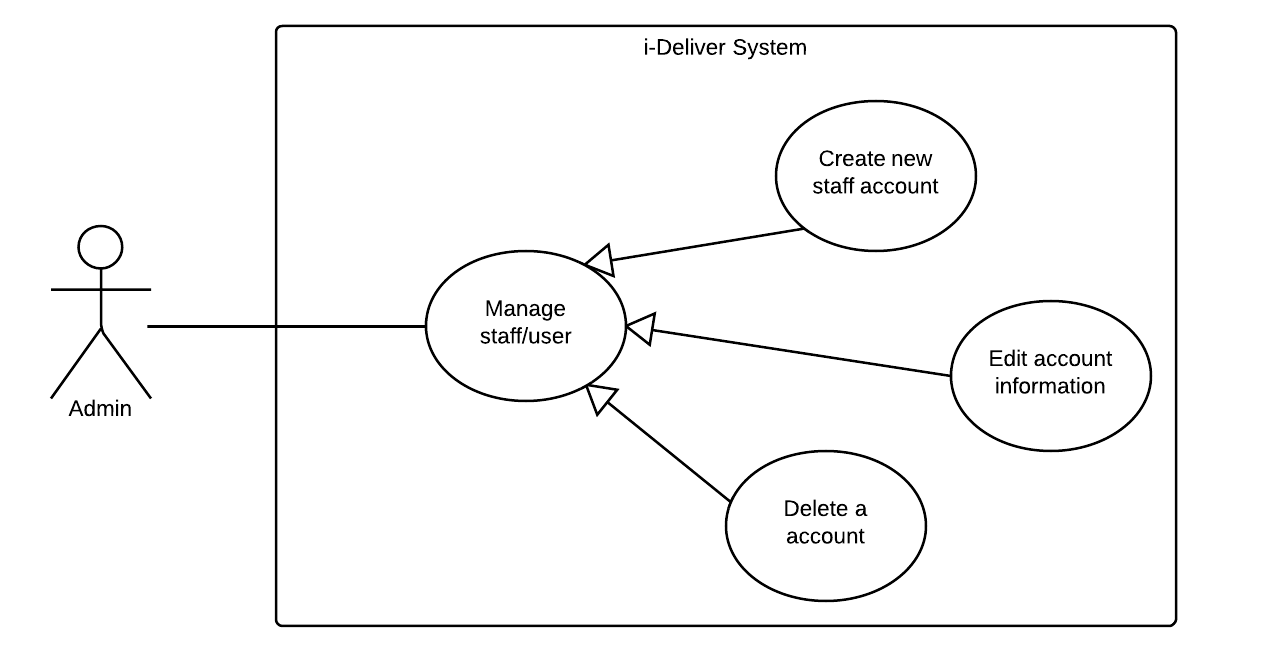 i-Deliver System
Create new
staff account
Manage
staff/user
Edit account
information
Admin
Delete a
account